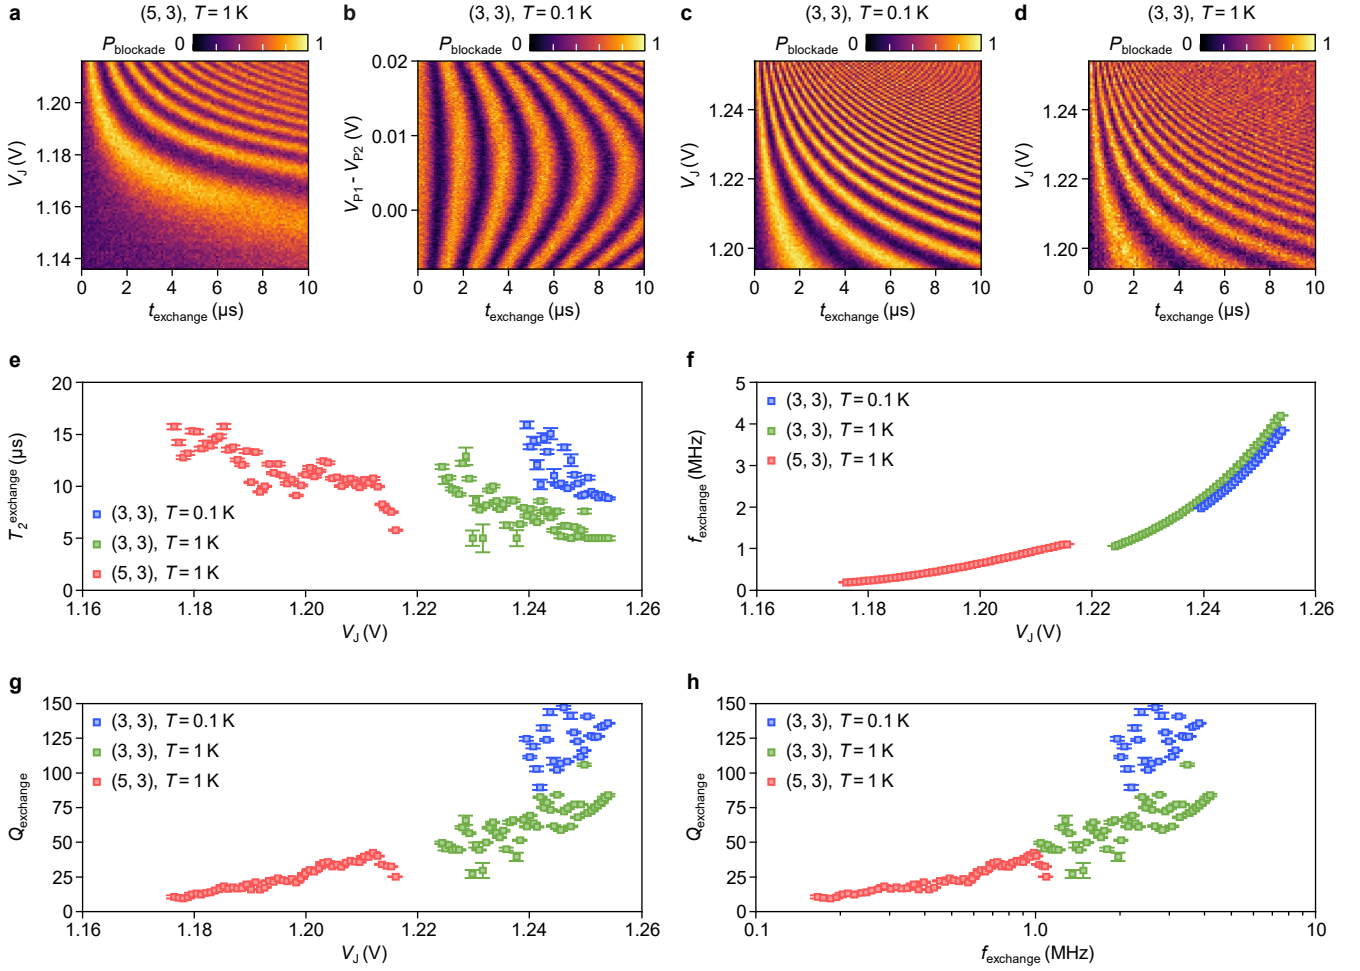 a (5, 3), T = 1 K
P_blockade 0 1
1.20
1.18
1.16
1.14
V_J (V)
0 2 4 6 8 10
t_exchange (µs)
b (3, 3), T = 0.1 K
P_blockade 0 1
0.02
0.01
0.00
V_P1 - V_P2 (V)
0 2 4 6 8 10
t_exchange (µs)
c (3, 3), T = 0.1 K
P_blockade 0 1
1.24
1.22
1.20
V_J (V)
0 2 4 6 8 10
t_exchange (µs)
d (3, 3), T = 1 K
P_blockade 0 1
1.24
1.22
1.20
V_J (V)
0 2 4 6 8 10
t_exchange (µs)
e
20
15
10
5
0
T_2^exchange (µs)
(3, 3), T = 0.1 K
(3, 3), T = 1 K
(5, 3), T = 1 K
1.16 1.18 1.20 1.22 1.24 1.26
V_J (V)
f
5
4
3
2
1
0
f_exchange (MHz)
(3, 3), T = 0.1 K
(3, 3), T = 1 K
(5, 3), T = 1 K
1.16 1.18 1.20 1.22 1.24 1.26
V_J (V)
g
150
125
100
75
50
25
0
Q_exchange
(3, 3), T = 0.1 K
(3, 3), T = 1 K
(5, 3), T = 1 K
1.16 1.18 1.20 1.22 1.24 1.26
V_J (V)
h
150
125
100
75
50
25
0
Q_exchange
(3, 3), T = 0.1 K
(3, 3), T = 1 K
(5, 3), T = 1 K
0.1 1.0 10
f_exchange (MHz)